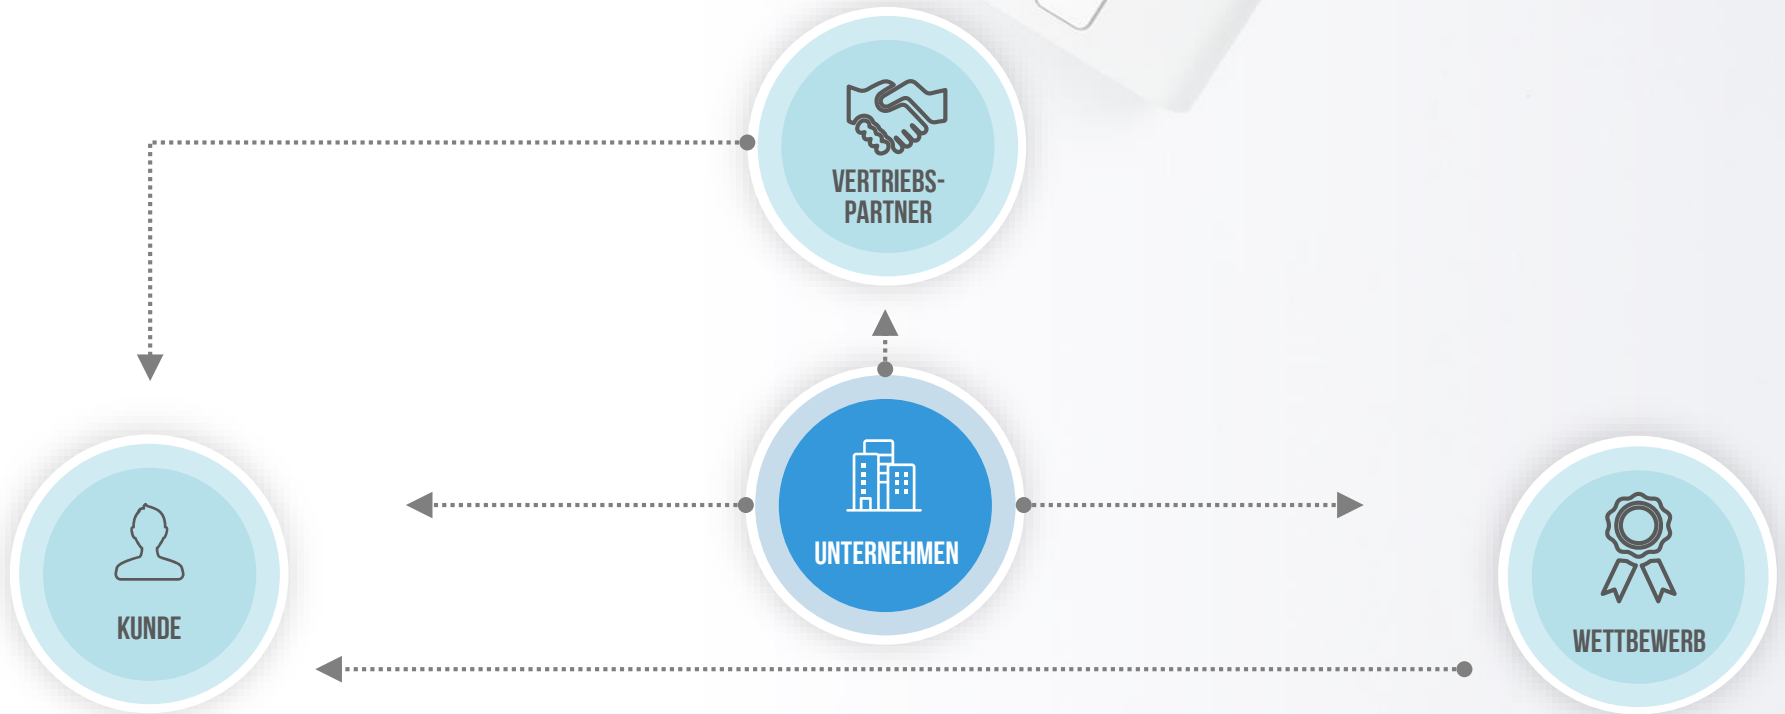 VERTRIEBS-
PARTNER
UNTERNEHMEN
KUNDE
WETTBEWERB